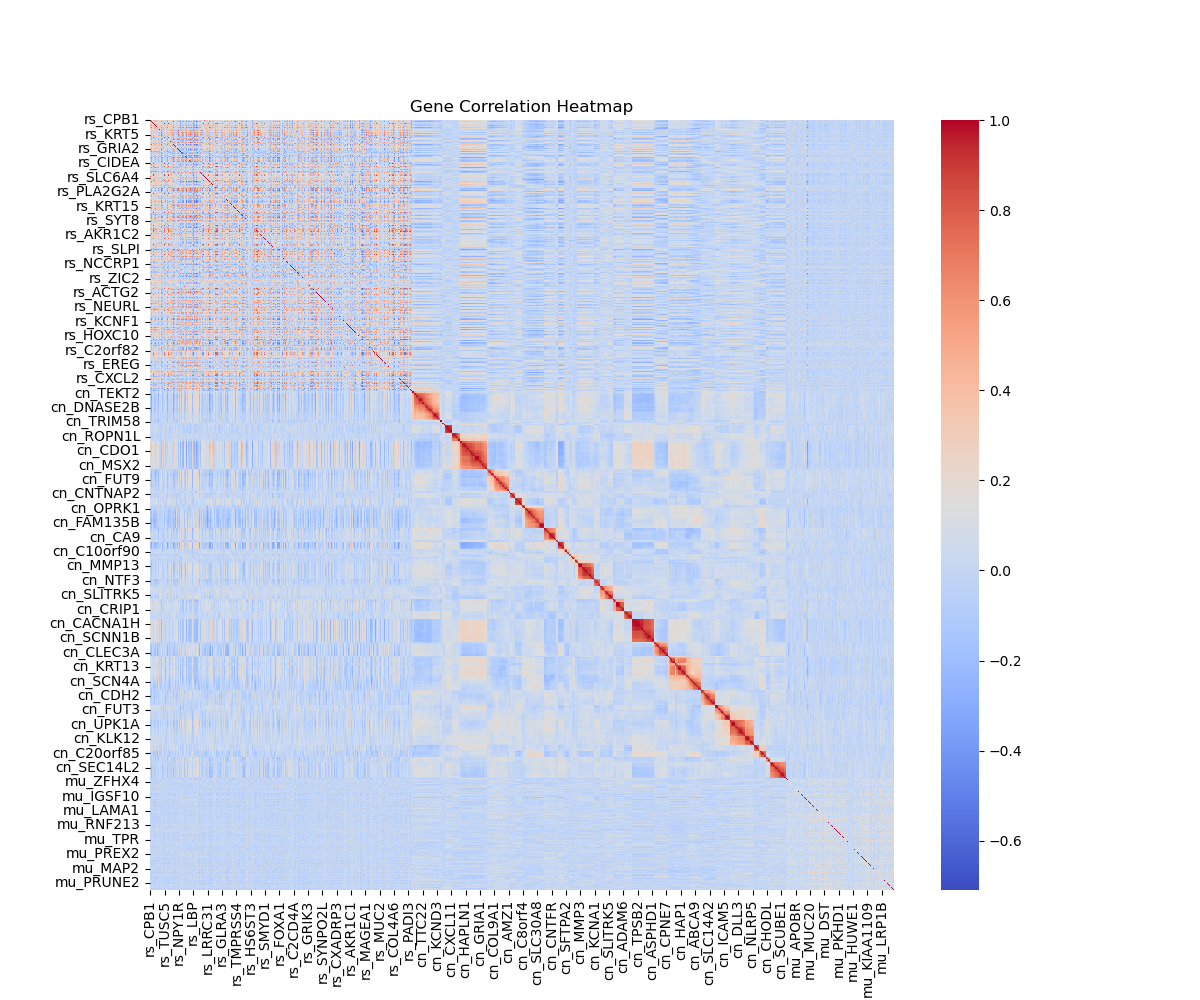 Gene Correlation Heatmap
rs_CPB1
rs_KRT5
rs_GRIA2
rs_CIDEA
rs_SLC6A4
rs_PLA2G2A
rs_KRT15
rs_SYT8
rs_AKR1C2
rs_SLPI
rs_NCCRP1
rs_ZIC2
rs_ACTG2
rs_NEURL
rs_KCNF1
rs_HOXC10
rs_C2orf82
rs_EREG
rs_CXCL2
cn_TEKT2
cn_DNASE2B
cn_TRIM58
cn_ROPN1L
cn_CDO1
cn_MSX2
cn_FUT9
cn_CNTNAP2
cn_OPRK1
cn_FAM135B
cn_CA9
cn_C10orf90
cn_MMP13
cn_NTF3
cn_SLITRK5
cn_CRIP1
cn_CACNA1H
cn_SCNN1B
cn_CLEC3A
cn_KRT13
cn_SCN4A
cn_CDH2
cn_FUT3
cn_UPK1A
cn_KLK12
cn_C20orf85
cn_SEC14L2
mu_ZFHX4
mu_IGSF10
mu_LAMA1
mu_RNF213
mu_TPR
mu_PREX2
mu_MAP2
mu_PRUNE2
rs_CPB1
rs_TUSC5
rs_NPY1R
rs_LBP
rs_LRRC31
rs_GLRA3
rs_TMPRSS4
rs_HS6ST3
rs_SMYD1
rs_FOXA1
rs_C2CD4A
rs_GRIK3
rs_SYNPO2L
rs_CXADRP3
rs_AKR1C1
rs_MAGEA1
rs_MUC2
rs_COL4A6
rs_PADI3
cn_TTC22
cn_KCND3
cn_CXCL11
cn_HAPLN1
cn_GRIA1
cn_COL9A1
cn_AMZ1
cn_C8orf4
cn_SLC30A8
cn_CNTFR
cn_SFTPA2
cn_MMP3
cn_KCNA1
cn_SLITRK5
cn_ADAM6
cn_TPSB2
cn_ASPHD1
cn_CPNE7
cn_HAP1
cn_ABCA9
cn_SLC14A2
cn_ICAM5
cn_DLL3
cn_NLRP5
cn_CHODL
cn_SCUBE1
mu_APOBR
mu_MUC20
mu_DST
mu_PKHD1
mu_HUWE1
mu_KIAA1109
mu_LRP1B
1.0
0.8
0.6
0.4
0.2
0.0
−0.2
−0.4
−0.6